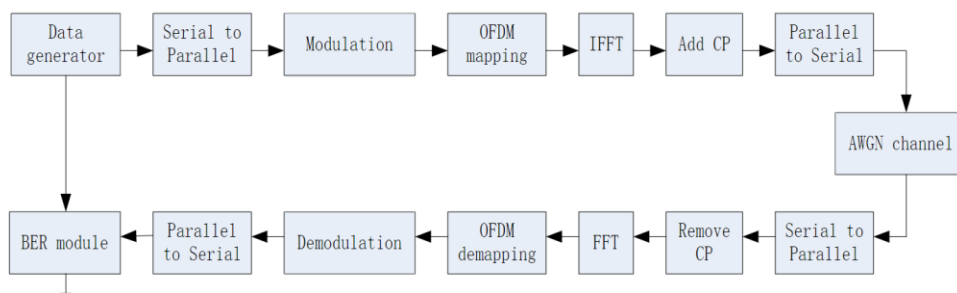 Data
generator
Serial to
Parallel
Modulation
OFDM
mapping
IFFT
Add CP
Parallel
to Serial
AWGN channel
BER module
Parallel
to Serial
Demodulation
OFDM
demapping
FFT
Remove
CP
Serial to
Parallel